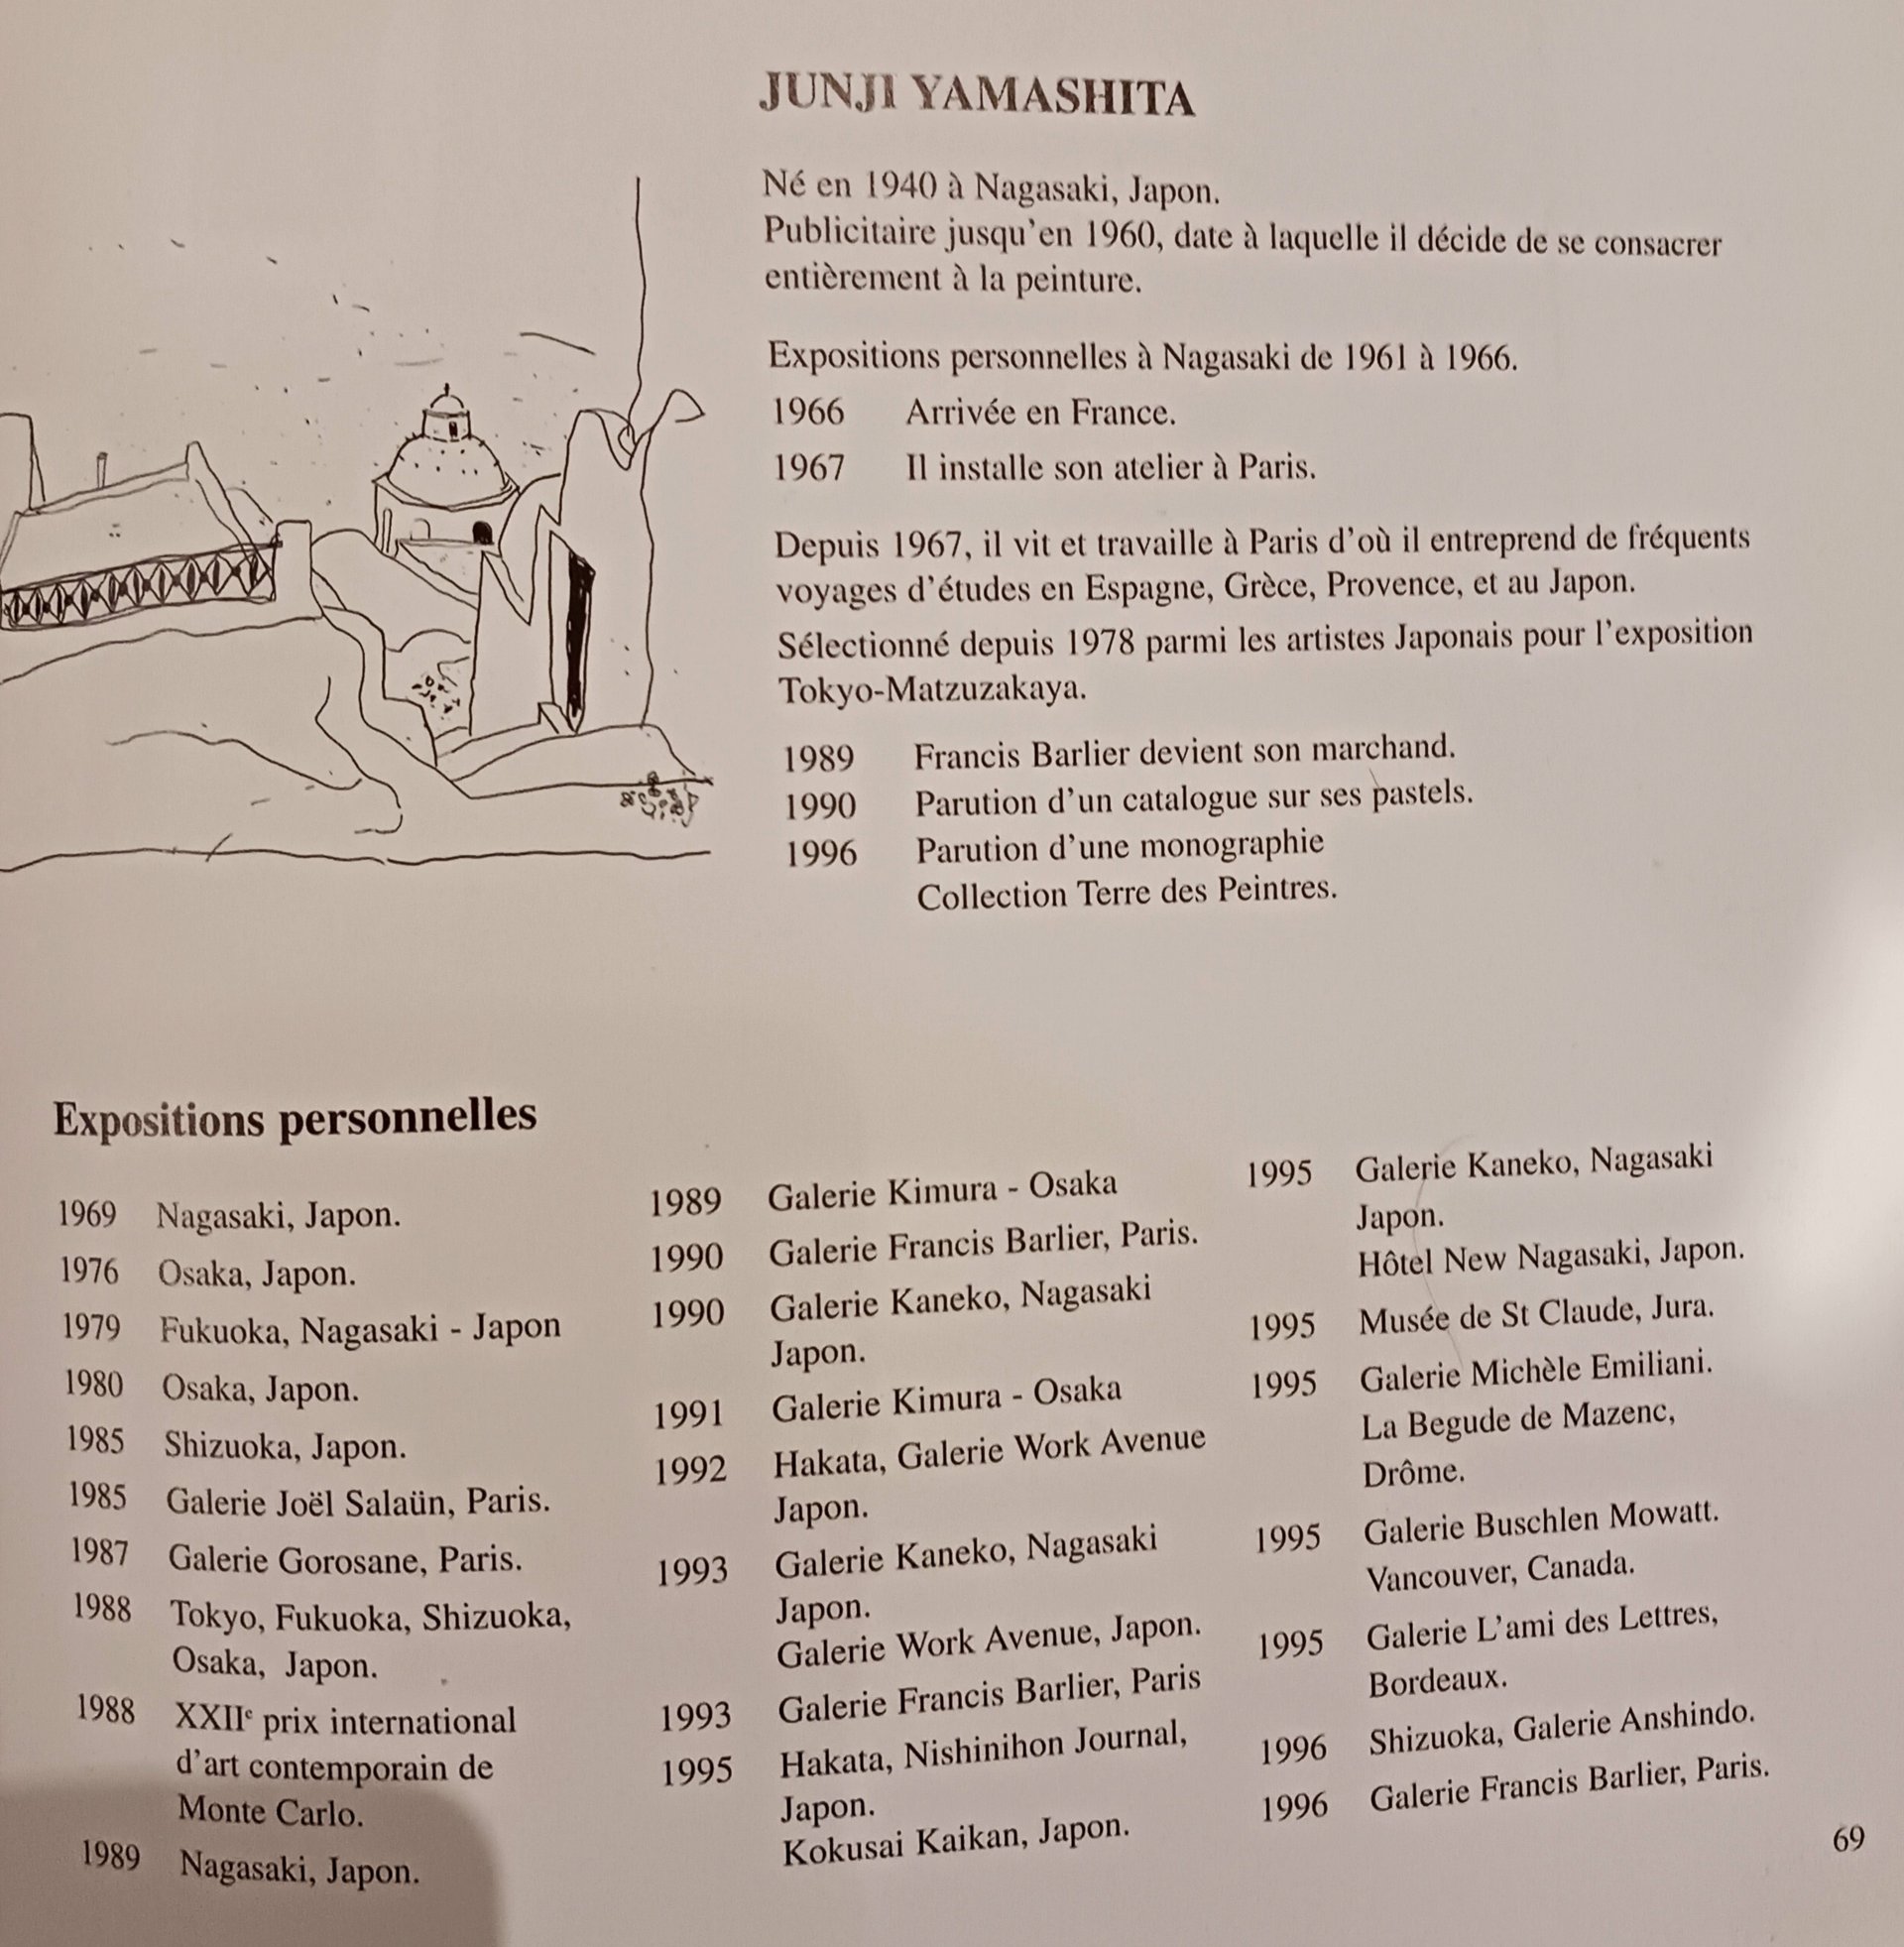 JUNJI YAMASHITA
Né en 1940 à Nagasaki, Japon.
Publicitaire jusqu'en 1960, date à laquelle il décide de se consacrer
entièrement à la peinture.
Expositions personnelles à Nagasaki de 1961 à 1966.
1966 Arrivée en France.
1967 Il installe son atelier à Paris.
Depuis 1967, il vit et travaille à Paris d'où il entreprend de fréquents
voyages d'études en Espagne, Grèce, Provence, et au Japon.
Sélectionné depuis 1978 parmi les artistes Japonais pour l'exposition
Tokyo-Matzuzakaya.
1989 Francis Barlier devient son marchand.
1990 Parution d'un catalogue sur ses pastels.
1996 Parution d'une monographie
Collection Terre des Peintres.
Expositions personnelles
1969 Nagasaki, Japon.
1976 Osaka, Japon.
1979 Fukuoka, Nagasaki - Japon
1980 Osaka, Japon.
1985 Shizuoka, Japon.
1985 Galerie Joël Salaün, Paris.
1987 Galerie Gorosane, Paris.
1988 Tokyo, Fukuoka, Shizuoka,
Osaka, Japon.
1988 XXIIe prix international
d'art contemporain de
Monte Carlo.
1989 Nagasaki, Japon.
1989 Galerie Kimura - Osaka
1990 Galerie Francis Barlier, Paris.
1990 Galerie Kaneko, Nagasaki
Japon.
1991 Galerie Kimura - Osaka
1992 Hakata, Galerie Work Avenue
Japon.
1993 Galerie Kaneko, Nagasaki
Japon.
Galerie Work Avenue, Japon.
1993 Galerie Francis Barlier, Paris
1995 Hakata, Nishinihon Journal,
Japon.
Kokusai Kaikan, Japon.
1995 Galerie Kaneko, Nagasaki
Japon.
Hôtel New Nagasaki, Japon.
1995 Musée de St Claude, Jura.
1995 Galerie Michèle Emiliani.
La Begude de Mazenc,
Drôme.
1995 Galerie Buschlen Mowatt.
Vancouver, Canada.
1995 Galerie L'ami des Lettres,
Bordeaux.
1996 Shizuoka, Galerie Anshindo.
1996 Galerie Francis Barlier, Paris.
69